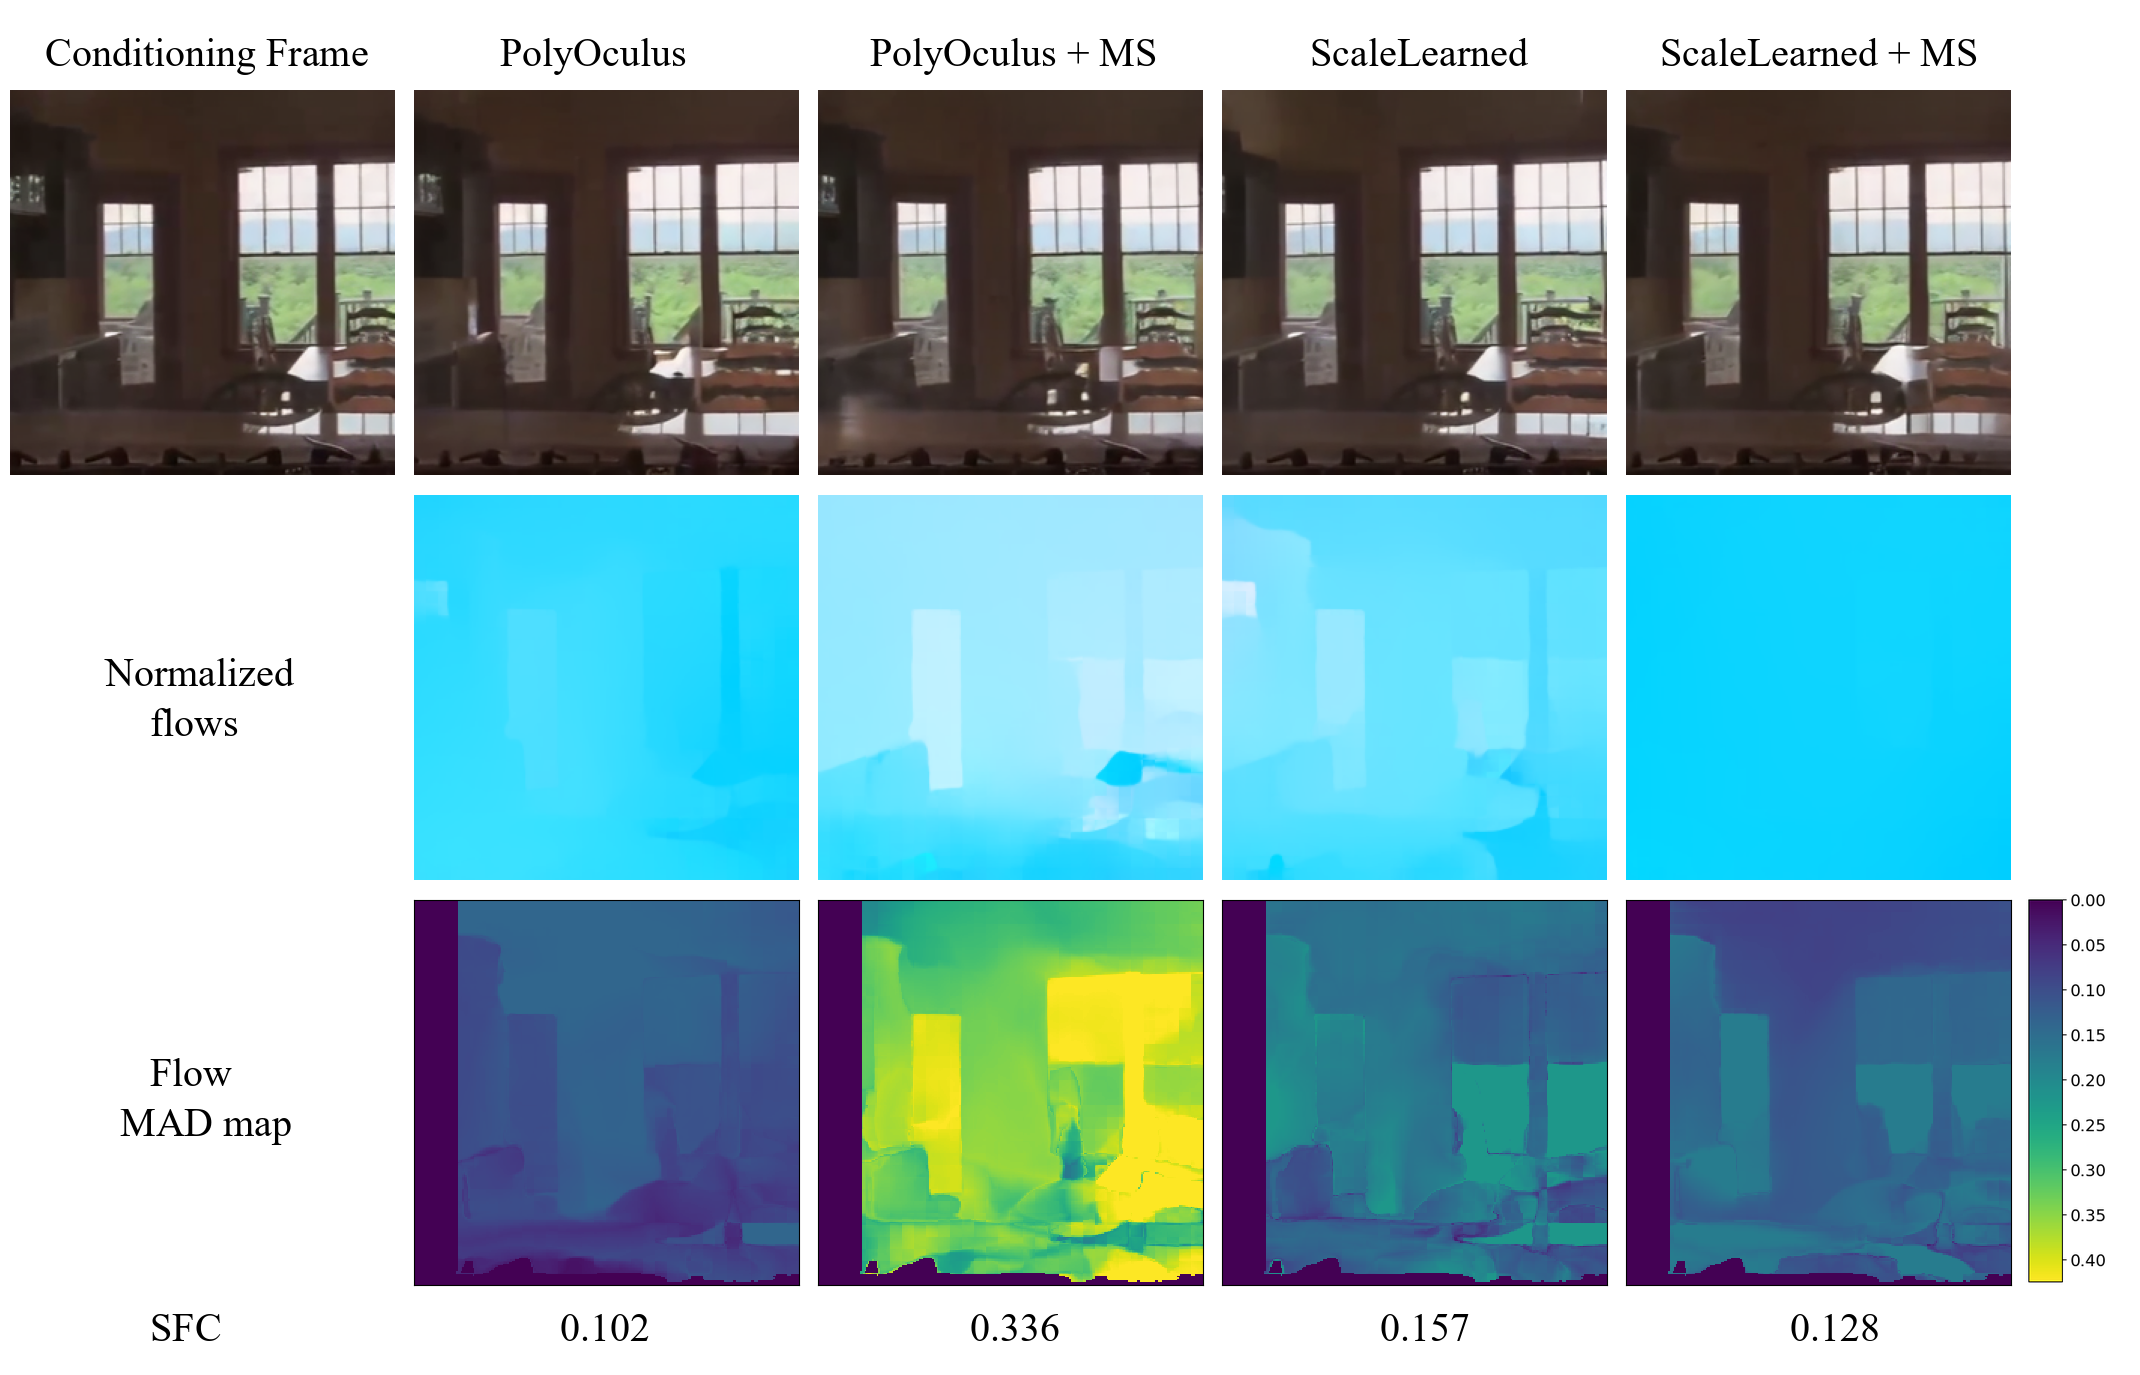 Conditioning Frame
PolyOculus
PolyOculus + MS
ScaleLearned
ScaleLearned + MS
Normalized
flows
Flow
MAD map
0.00
0.05
0.10
0.15
0.20
0.25
0.30
0.35
0.40
SFC
0.102
0.336
0.157
0.128